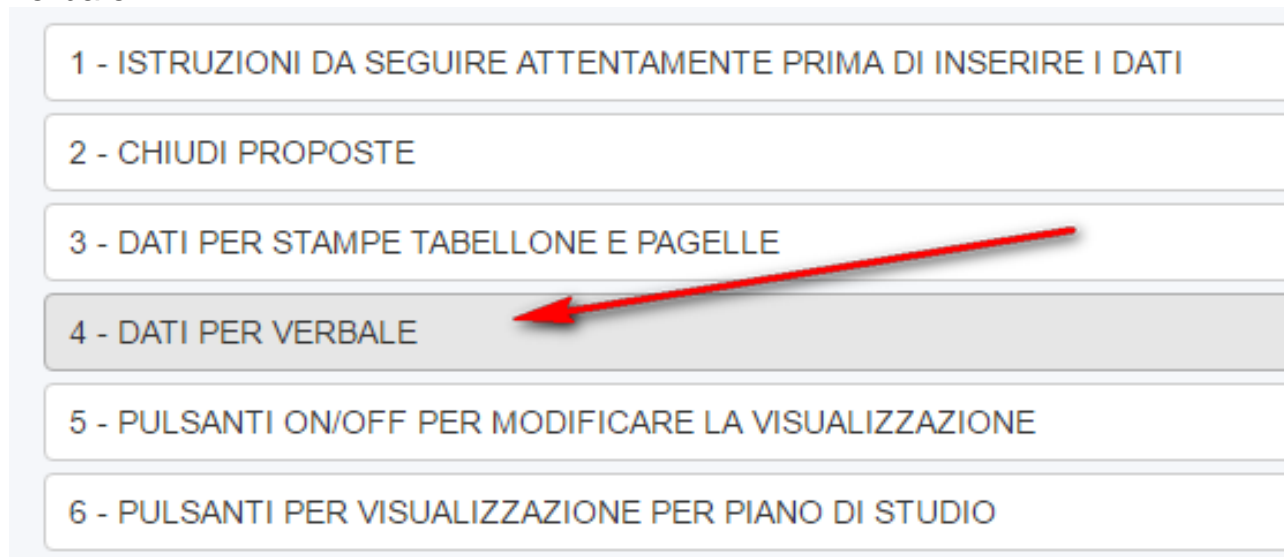 1 - ISTRUZIONI DA SEGUIRE ATTENTAMENTE PRIMA DI INSERIRE I DATI
2 - CHIUDI PROPOSTE
3 - DATI PER STAMPE TABELLONE E PAGELLE
4 - DATI PER VERBALE
5 - PULSANTI ON/OFF PER MODIFICARE LA VISUALIZZAZIONE
6 - PULSANTI PER VISUALIZZAZIONE PER PIANO DI STUDIO